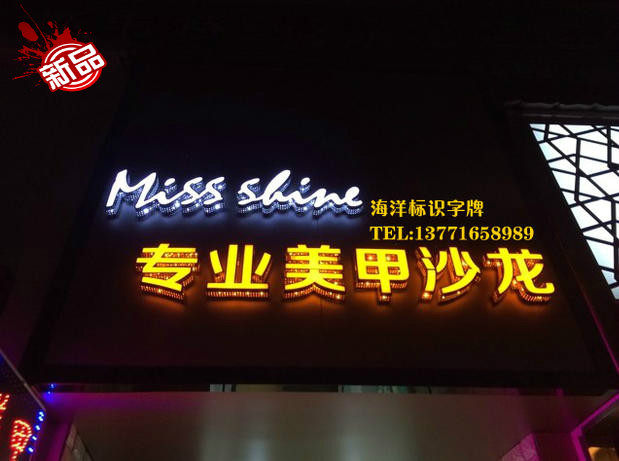 新品
Miss shine
海洋标识字牌
TEL:13771658989
专业美甲沙龙